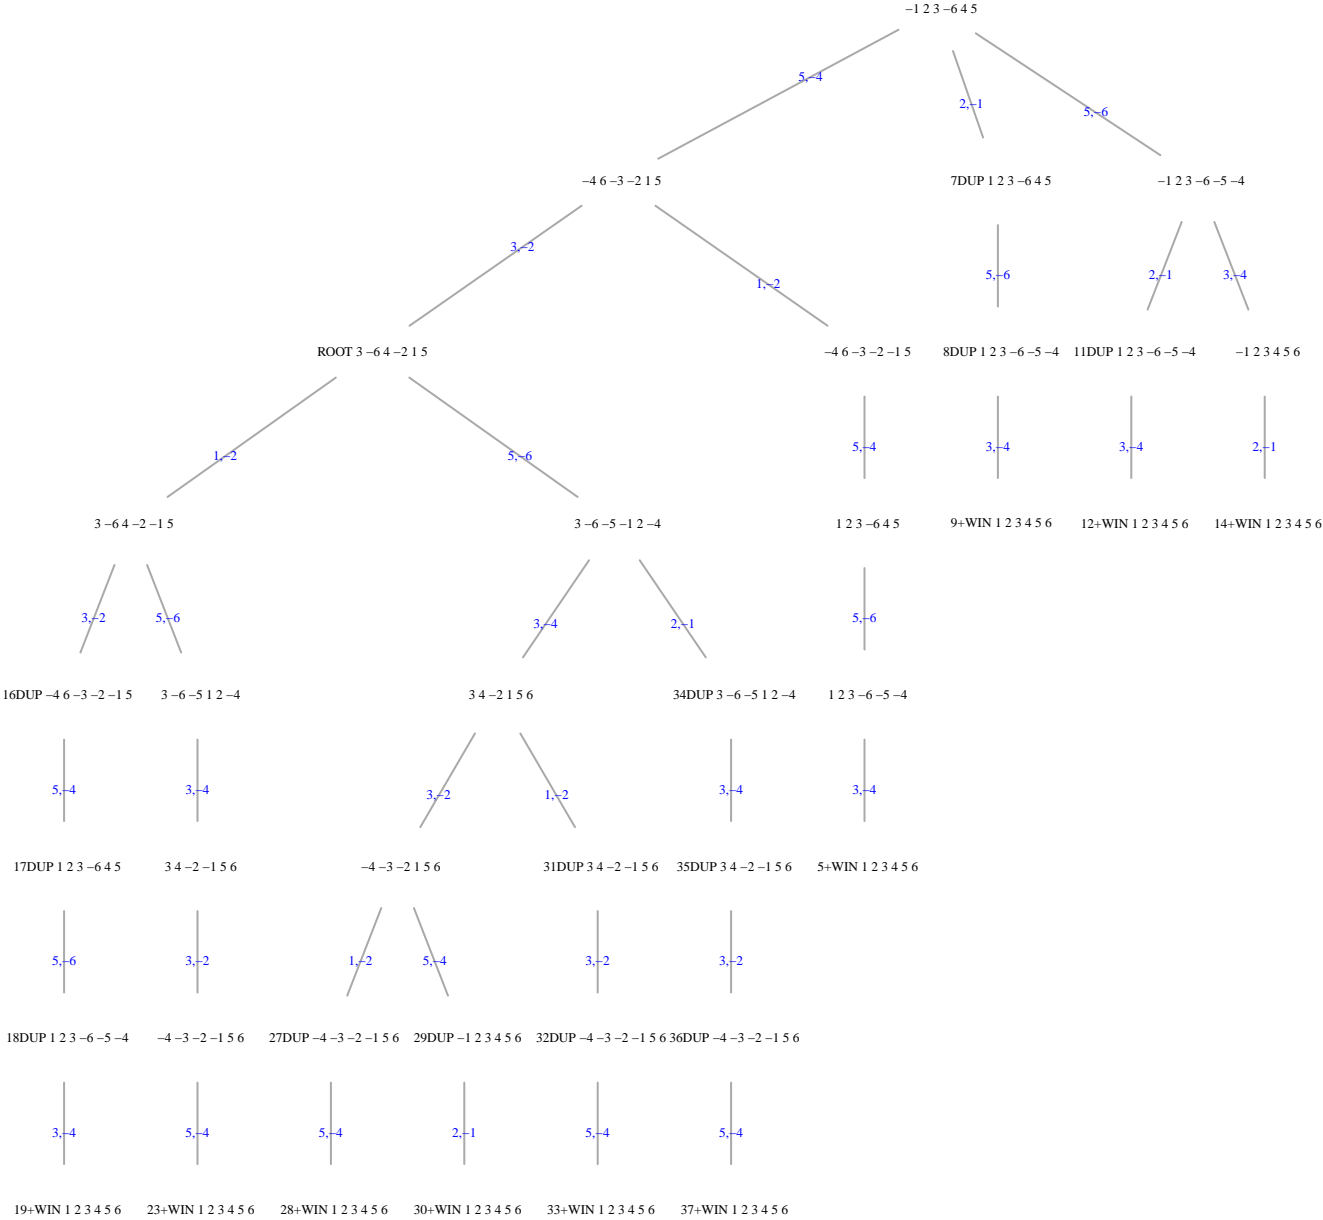 −1 2 3 −6 4 5
5,−4
2,−1
5,−6
−4 6 −3 −2 1 5
7DUP 1 2 3 −6 4 5
−1 2 3 −6 −5 −4
3,−2
1,−2
5,−6
2,−1
3,−4
ROOT 3 −6 4 −2 1 5
−4 6 −3 −2 −1 5
8DUP 1 2 3 −6 −5 −4
11DUP 1 2 3 −6 −5 −4
−1 2 3 4 5 6
1,−2
5,−6
5,−4
3,−4
3,−4
2,−1
3 −6 4 −2 −1 5
3 −6 −5 −1 2 −4
1 2 3 −6 4 5
9+WIN 1 2 3 4 5 6
12+WIN 1 2 3 4 5 6
14+WIN 1 2 3 4 5 6
3,−2
5,−6
3,−4
2,−1
5,−6
16DUP −4 6 −3 −2 −1 5
3 −6 −5 1 2 −4
3 4 −2 1 5 6
34DUP 3 −6 −5 1 2 −4
1 2 3 −6 −5 −4
5,−4
3,−4
3,−2
1,−2
3,−4
3,−4
17DUP 1 2 3 −6 4 5
3 4 −2 −1 5 6
−4 −3 −2 1 5 6
31DUP 3 4 −2 −1 5 6
35DUP 3 4 −2 −1 5 6
5+WIN 1 2 3 4 5 6
5,−6
3,−2
1,−2
5,−4
3,−2
3,−2
18DUP 1 2 3 −6 −5 −4
−4 −3 −2 −1 5 6
27DUP −4 −3 −2 −1 5 6
29DUP −1 2 3 4 5 6
32DUP −4 −3 −2 −1 5 6
36DUP −4 −3 −2 −1 5 6
3,−4
5,−4
5,−4
2,−1
5,−4
5,−4
19+WIN 1 2 3 4 5 6
23+WIN 1 2 3 4 5 6
28+WIN 1 2 3 4 5 6
30+WIN 1 2 3 4 5 6
33+WIN 1 2 3 4 5 6
37+WIN 1 2 3 4 5 6